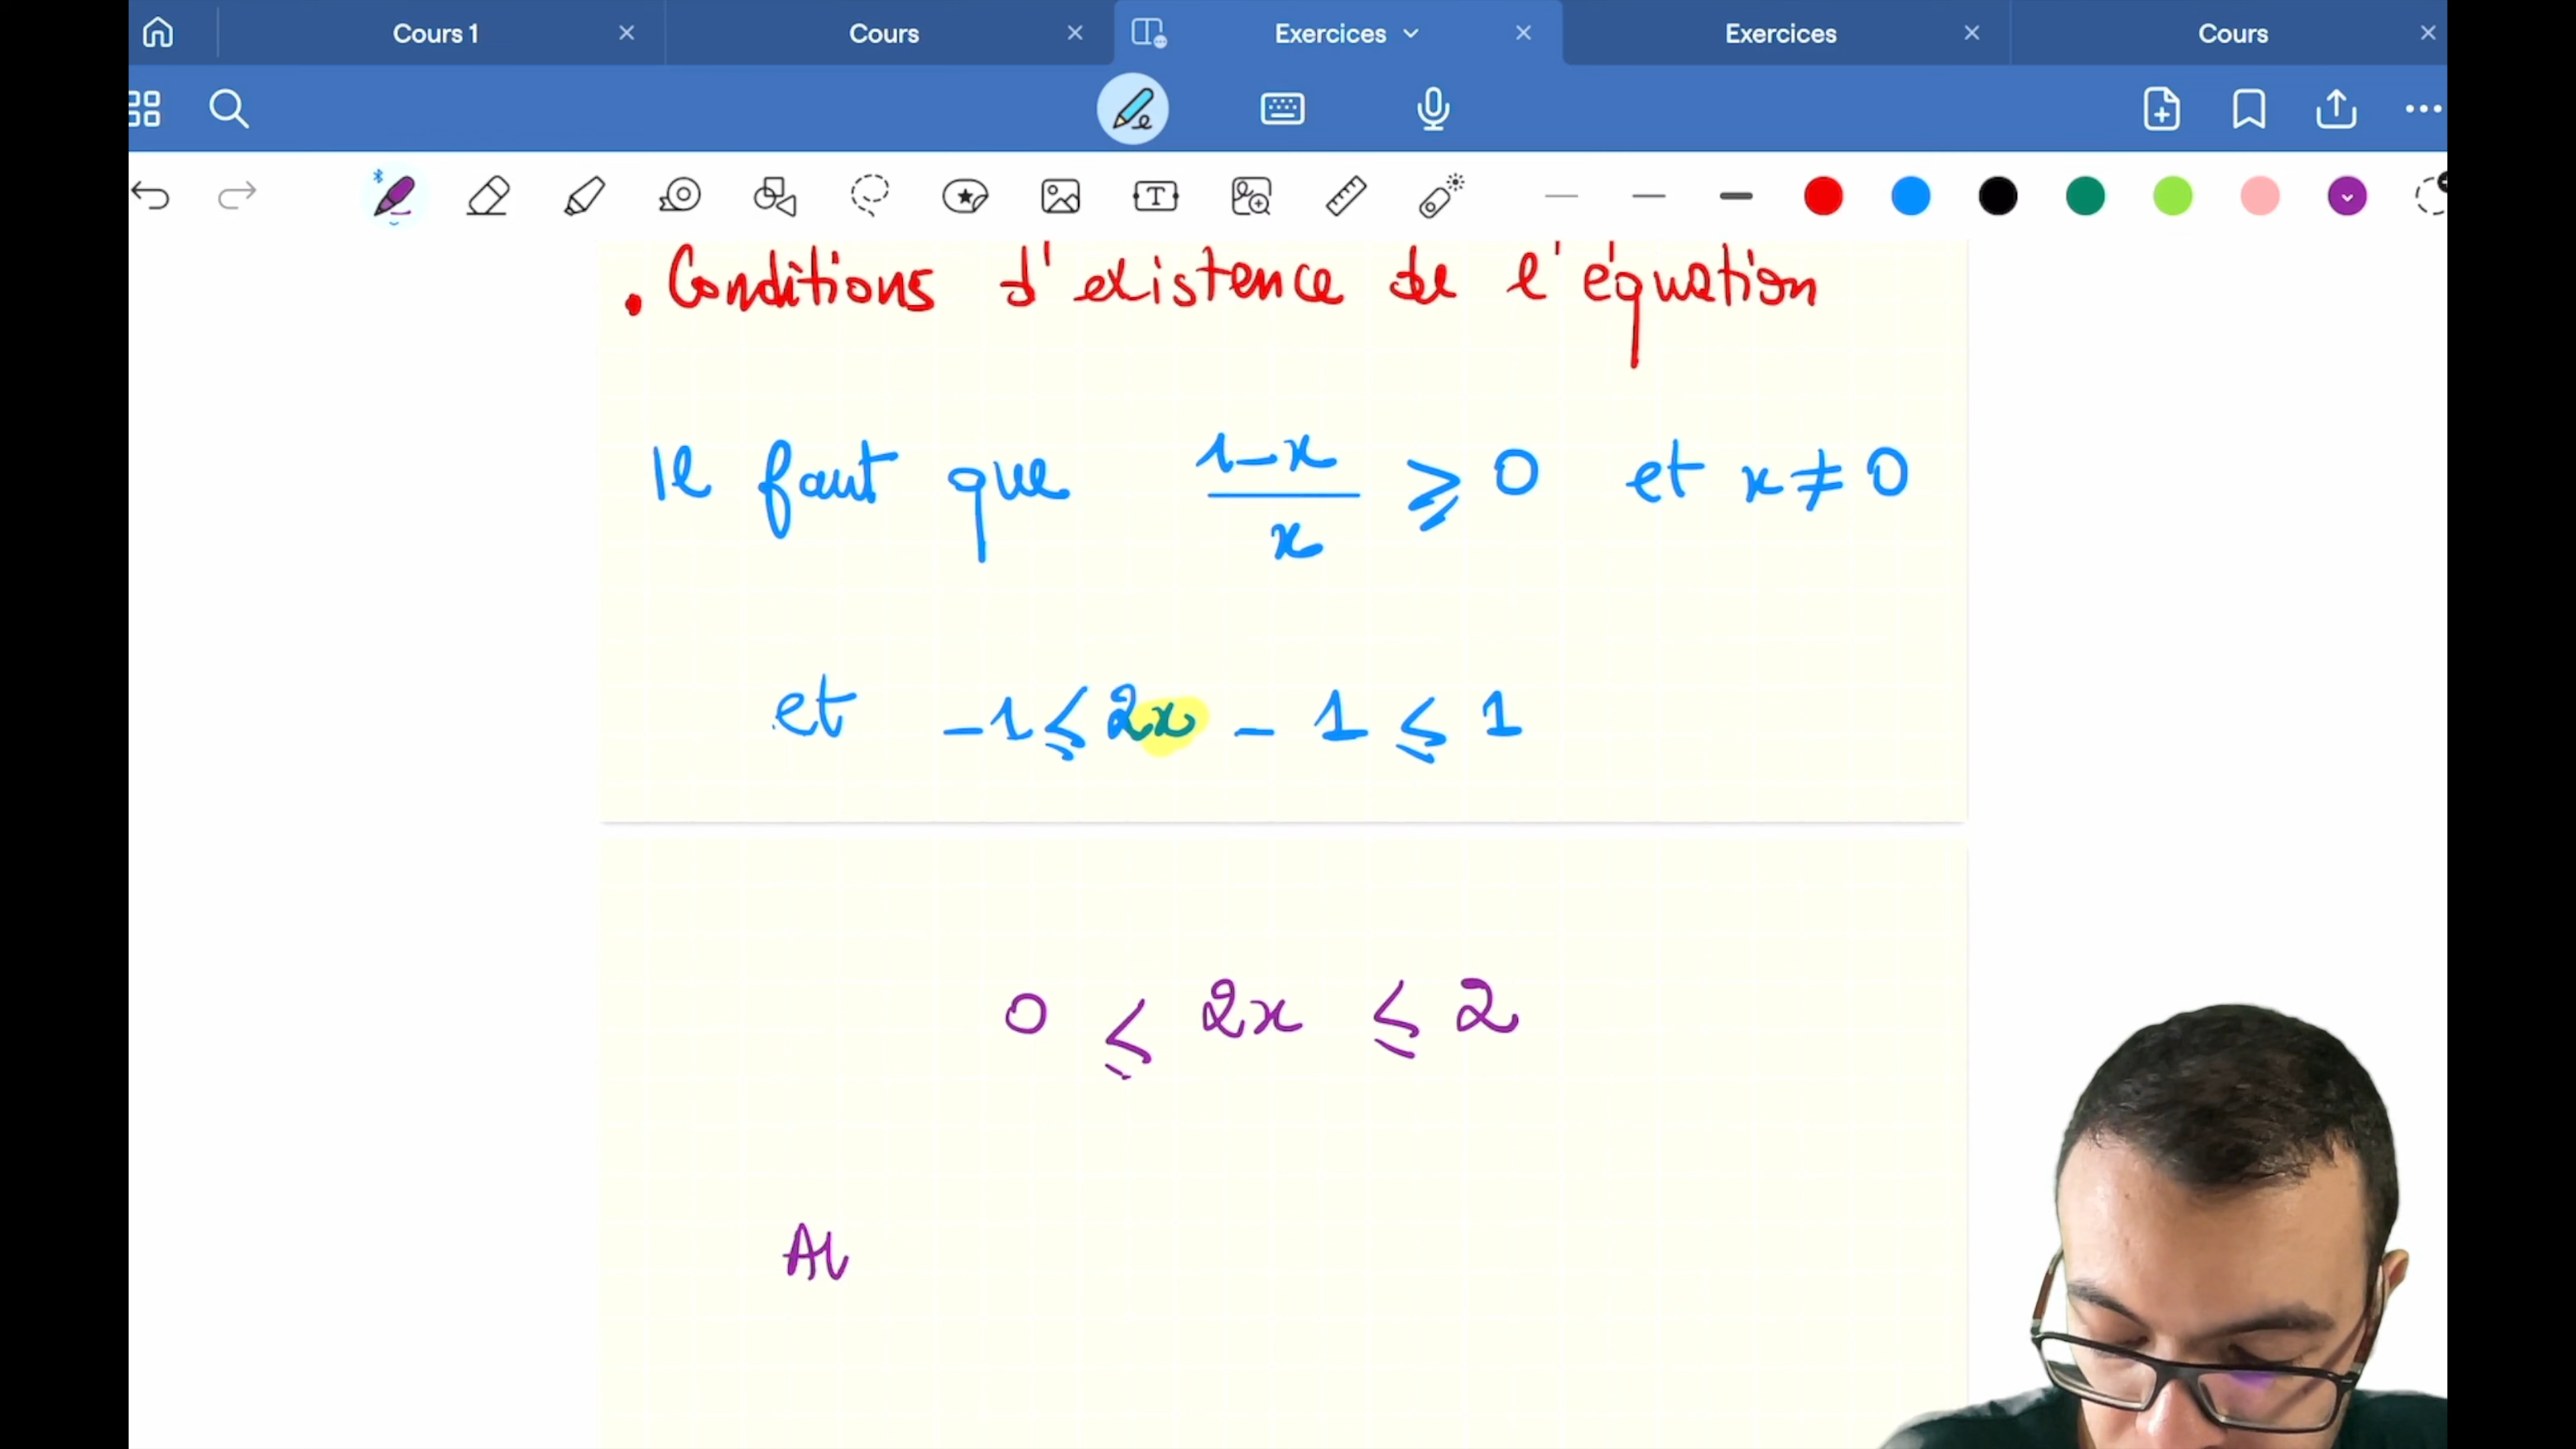 Cours 1 Cours Exercices Exercices Cours
. Conditions d'existence de l'équation
Il faut que 1-x/x ⩾ 0 et x ≠ 0
et -1 ≤ 2x - 1 ≤ 1
0 ≤ 2x ≤ 2
Al